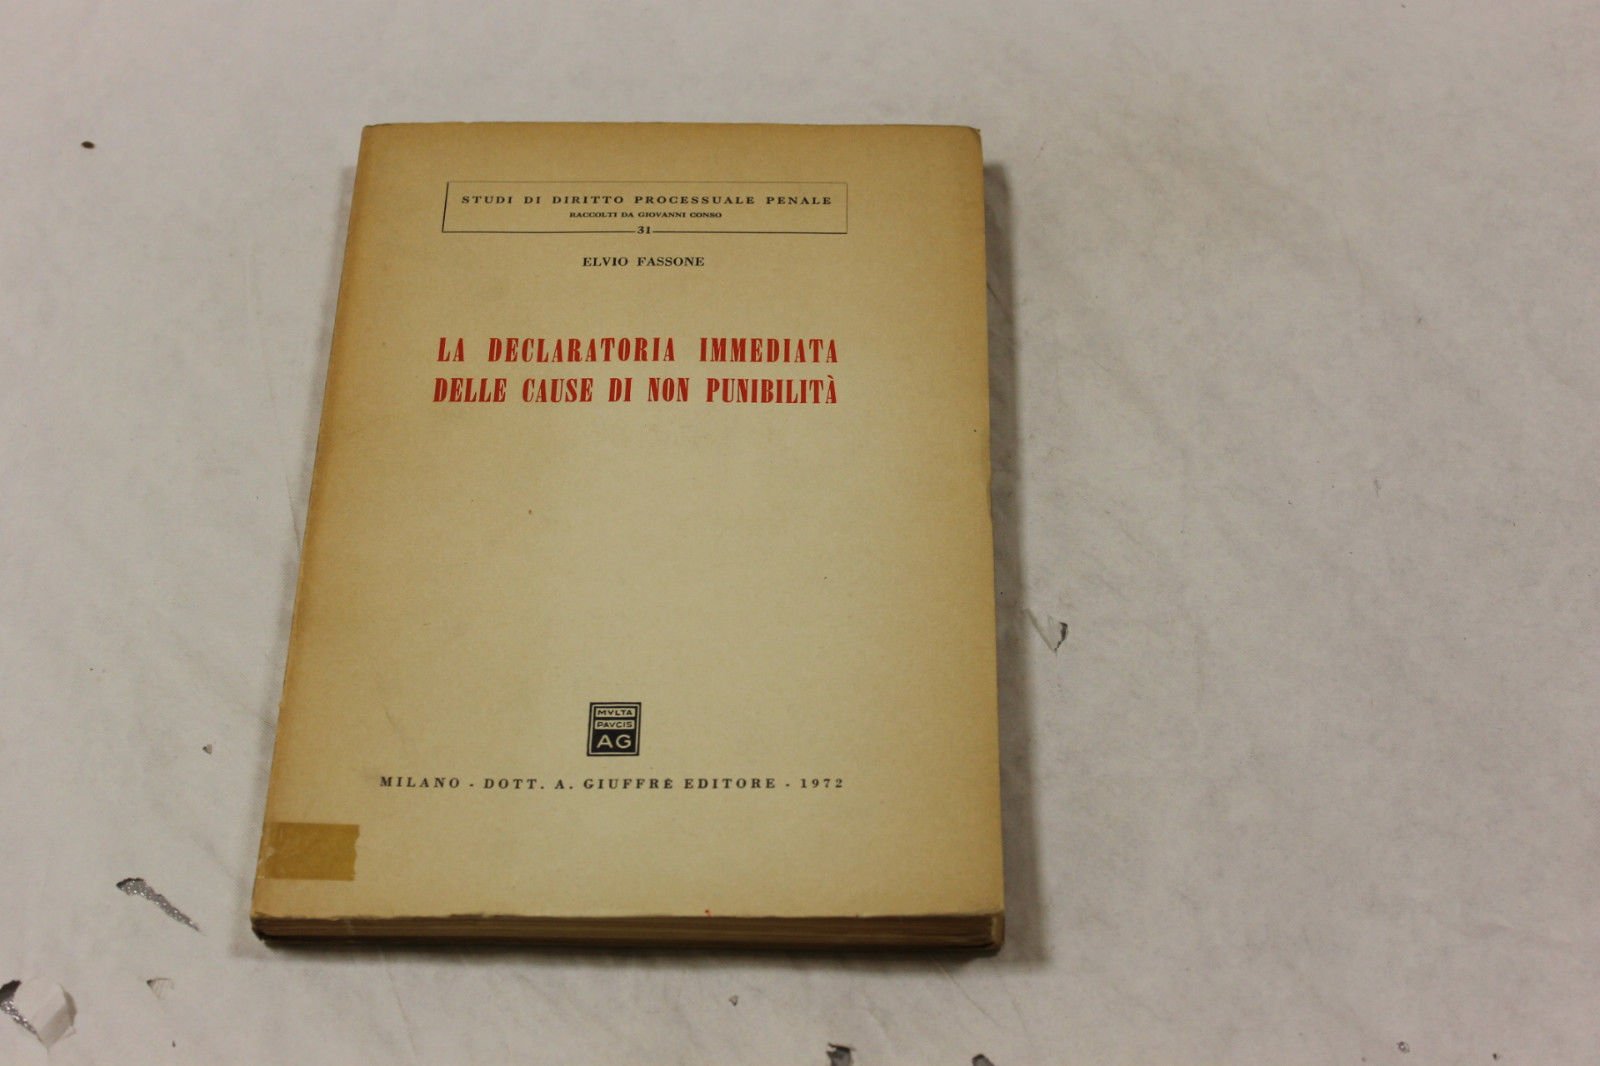 STUDI DI DIRITTO PROCESSUALE PENALE
RACCOLTI DA GIOVANNI CONSO
31
ELVIO FASSONE
LA DECLARATORIA IMMEDIATA
DELLE CAUSE DI NON PUNIBILITÀ
MVLTA
PAVCIS
AG
MILANO - DOTT. A. GIUFFRÈ EDITORE - 1972